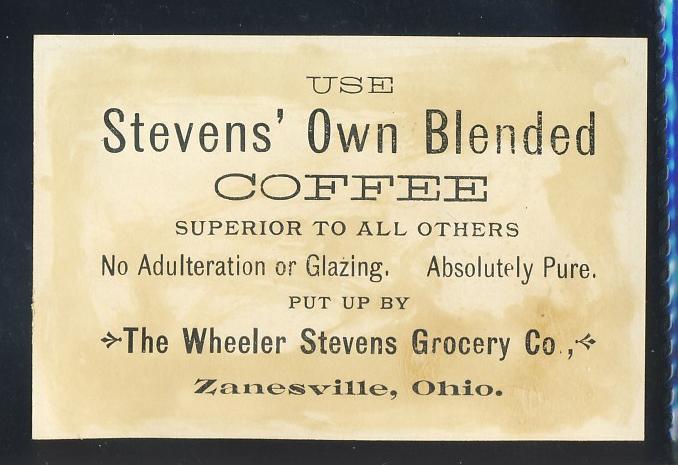 USE
Stevens' Own Blended
COFFEE
SUPERIOR TO ALL OTHERS
No Adulteration or Glazing. Absolutely Pure.
PUT UP BY
The Wheeler Stevens Grocery Co.,
Zanesville, Ohio.